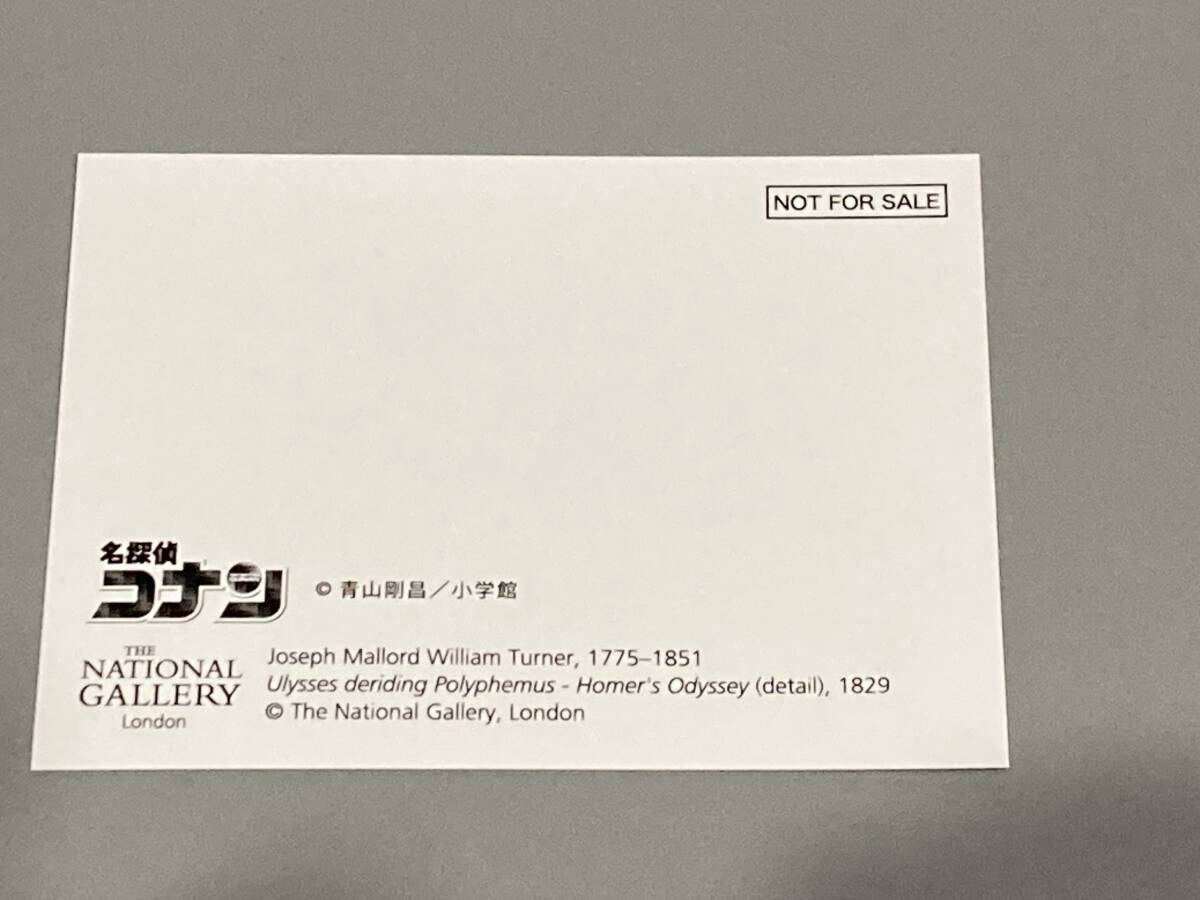 NOT FOR SALE
名探偵
コナン
© 青山剛昌／小学館
THE
NATIONAL
GALLERY
London
Joseph Mallord William Turner, 1775–1851
Ulysses deriding Polyphemus - Homer's Odyssey (detail), 1829
© The National Gallery, London